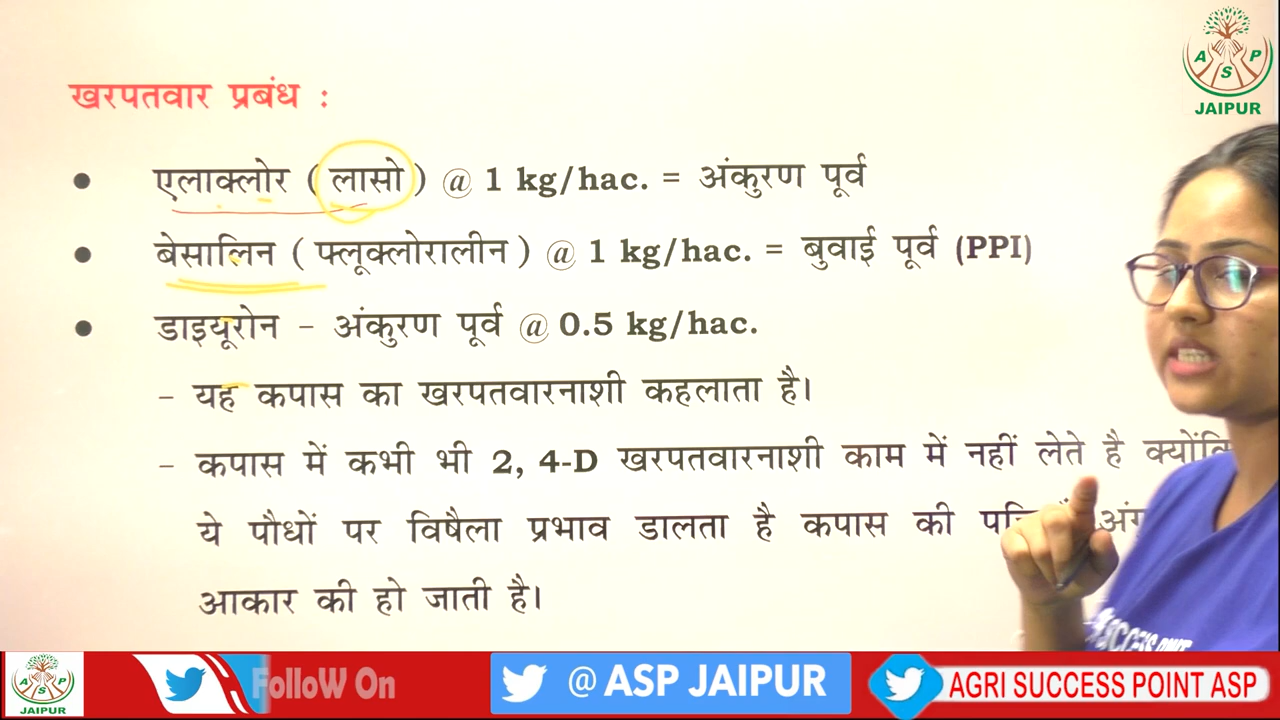 A S P
JAIPUR
खरपतवार प्रबंध :
• एलाक्लोर ( लासो ) @ 1 kg/hac. = अंकुरण पूर्व
• बेसालिन ( फ्लूक्लोरालीन ) @ 1 kg/hac. = बुवाई पूर्व (PPI)
• डाइयूरोन – अंकुरण पूर्व @ 0.5 kg/hac.
– यह कपास का खरपतवारनाशी कहलाता है।
– कपास में कभी भी 2, 4-D खरपतवारनाशी काम में नहीं लेते है
ये पौधों पर विषैला प्रभाव डालता है कपास की
आकार की हो जाती है।
A S P
JAIPUR
FolloW On
@ ASP JAIPUR
AGRI SUCCESS POINT ASP